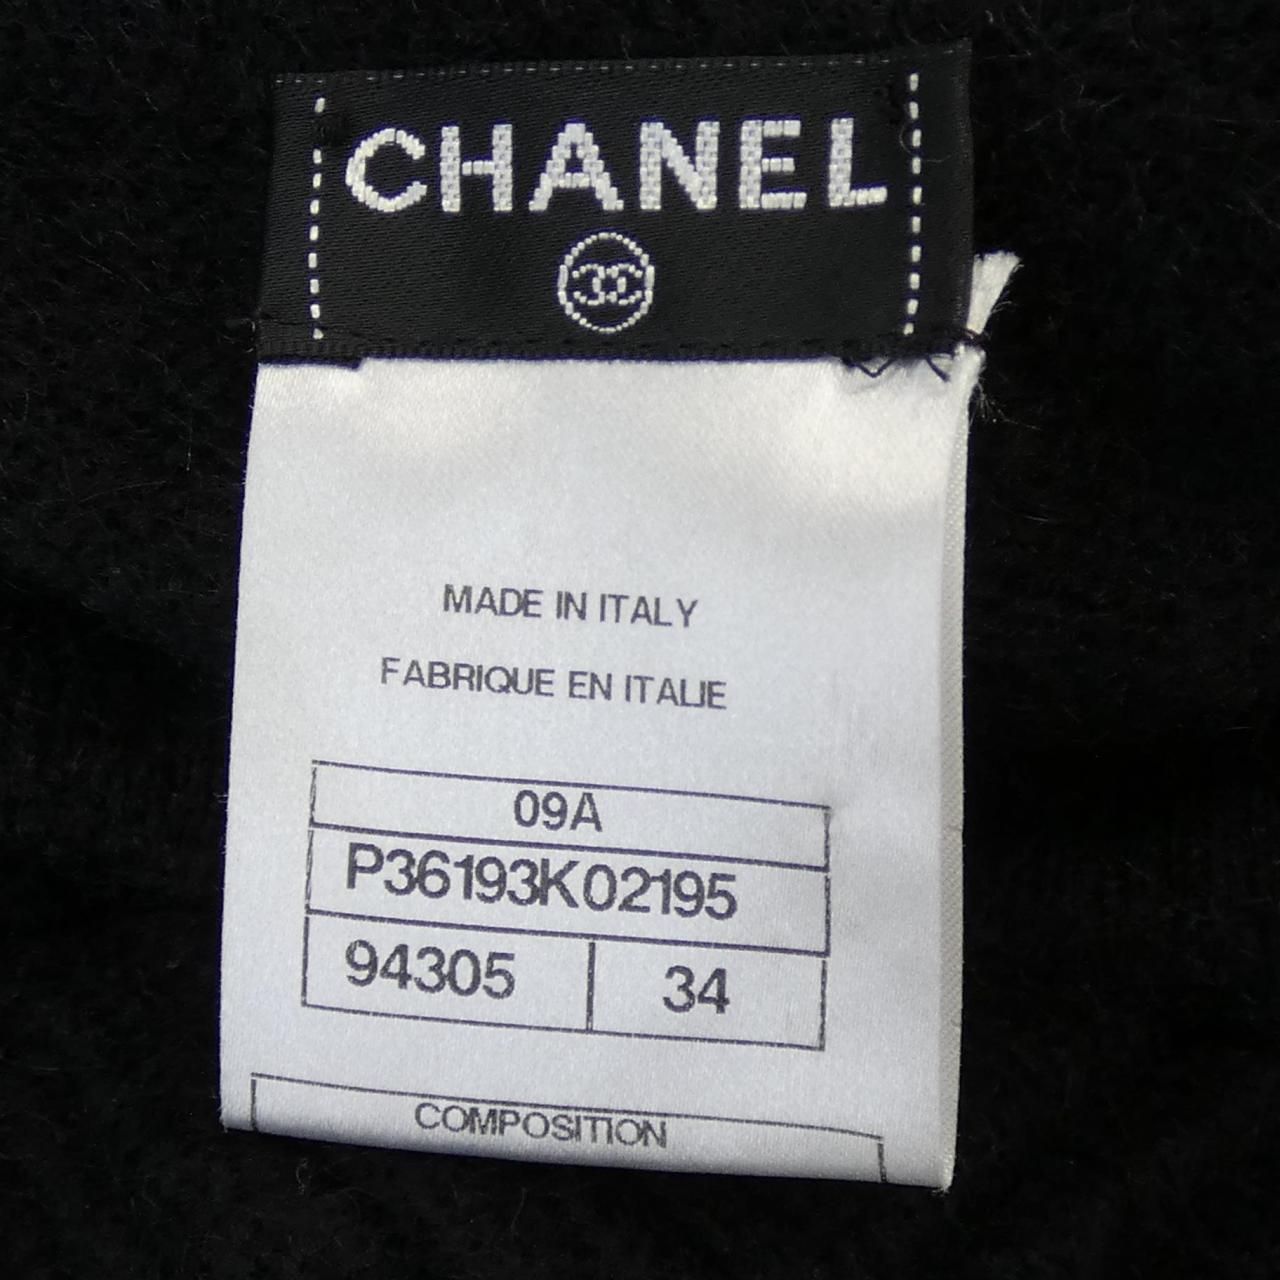 CHANEL
MADE IN ITALY
FABRIQUE EN ITALIE
09A
P36193K02195
94305 34
COMPOSITION